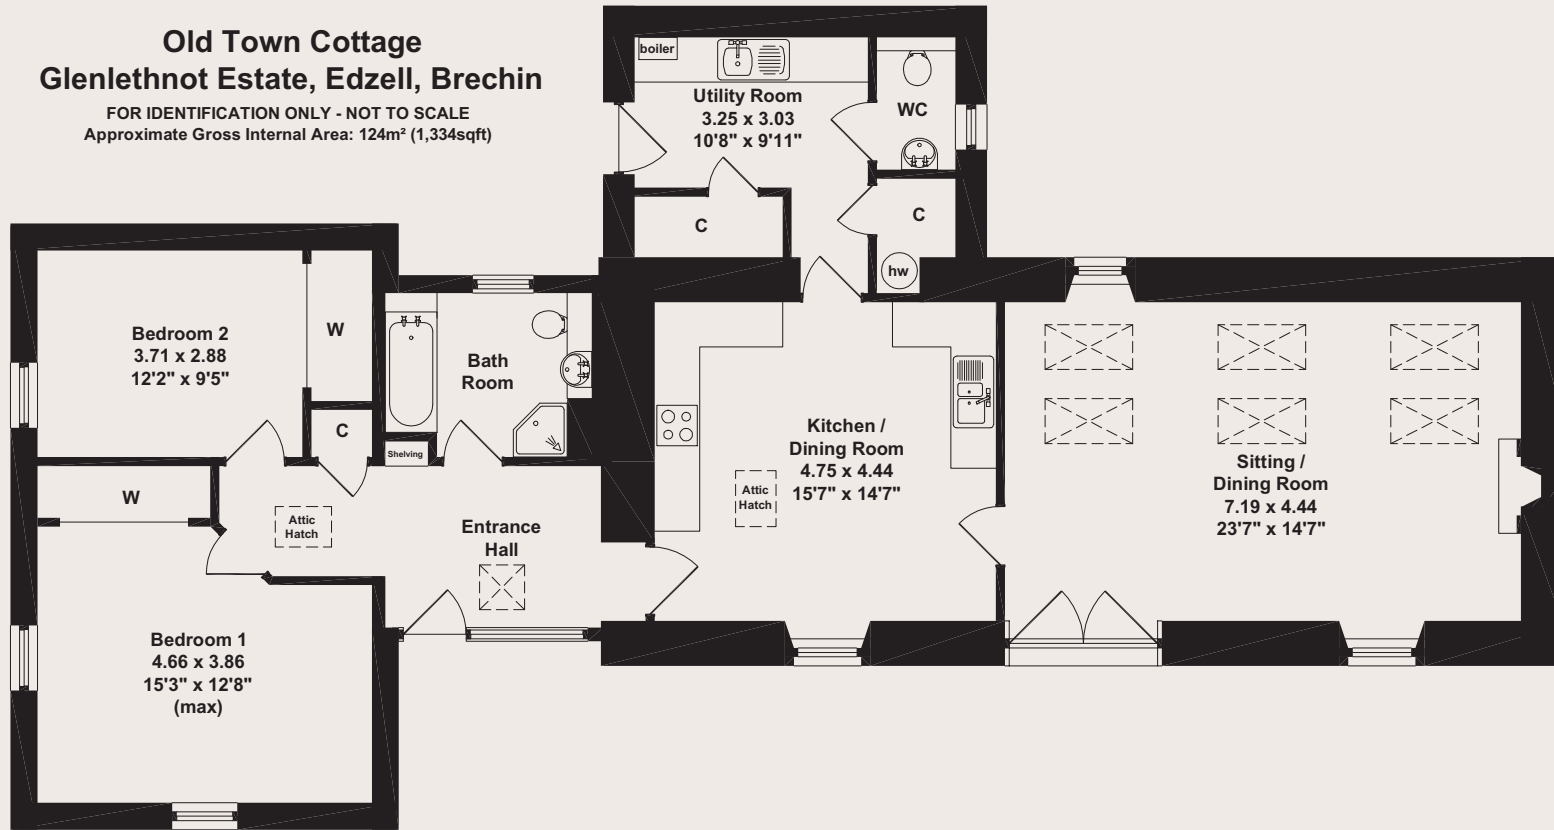 Old Town Cottage
Glenlethnot Estate, Edzell, Brechin
FOR IDENTIFICATION ONLY - NOT TO SCALE
Approximate Gross Internal Area: 124m² (1,334sqft)
boiler
Utility Room
3.25 x 3.03
10'8" x 9'11"
WC
C
C
hw
Bedroom 2
3.71 x 2.88
12'2" x 9'5"
W
C
Bath
Room
Shelving
W
Attic
Hatch
Entrance
Hall
Kitchen /
Dining Room
4.75 x 4.44
15'7" x 14'7"
Attic
Hatch
Sitting /
Dining Room
7.19 x 4.44
23'7" x 14'7"
Bedroom 1
4.66 x 3.86
15'3" x 12'8"
(max)